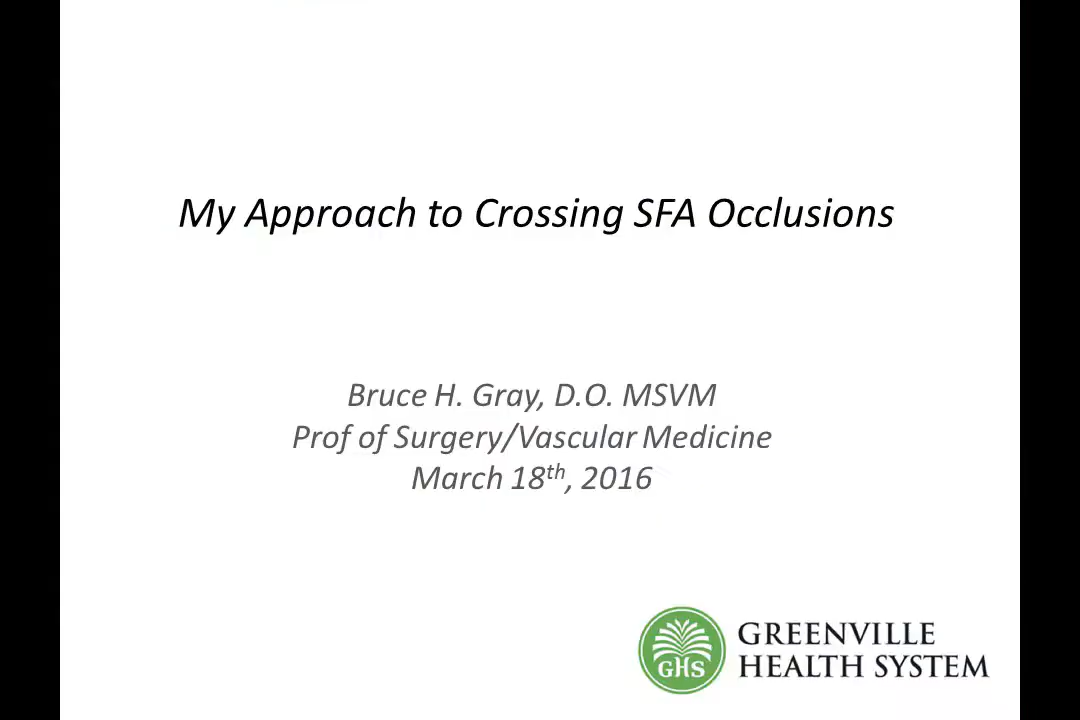 My Approach to Crossing SFA Occlusions
Bruce H. Gray, D.O. MSVM
Prof of Surgery/Vascular Medicine
March 18th, 2016
GHS
GREENVILLE
HEALTH SYSTEM